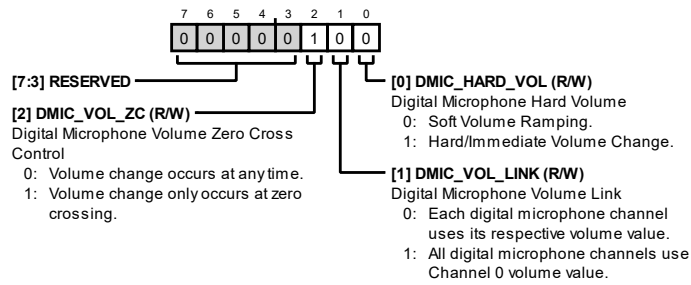 7 6 5 4 3 2 1 0
0 0 0 0 0 1 0 0
[7:3] RESERVED
[2] DMIC_VOL_ZC (R/W)
Digital Microphone Volume Zero Cross
Control
0: Volume change occurs at any time.
1: Volume change only occurs at zero
crossing.
[0] DMIC_HARD_VOL (R/W)
Digital Microphone Hard Volume
0: Soft Volume Ramping.
1: Hard/Immediate Volume Change.
[1] DMIC_VOL_LINK (R/W)
Digital Microphone Volume Link
0: Each digital microphone channel
uses its respective volume value.
1: All digital microphone channels use
Channel 0 volume value.